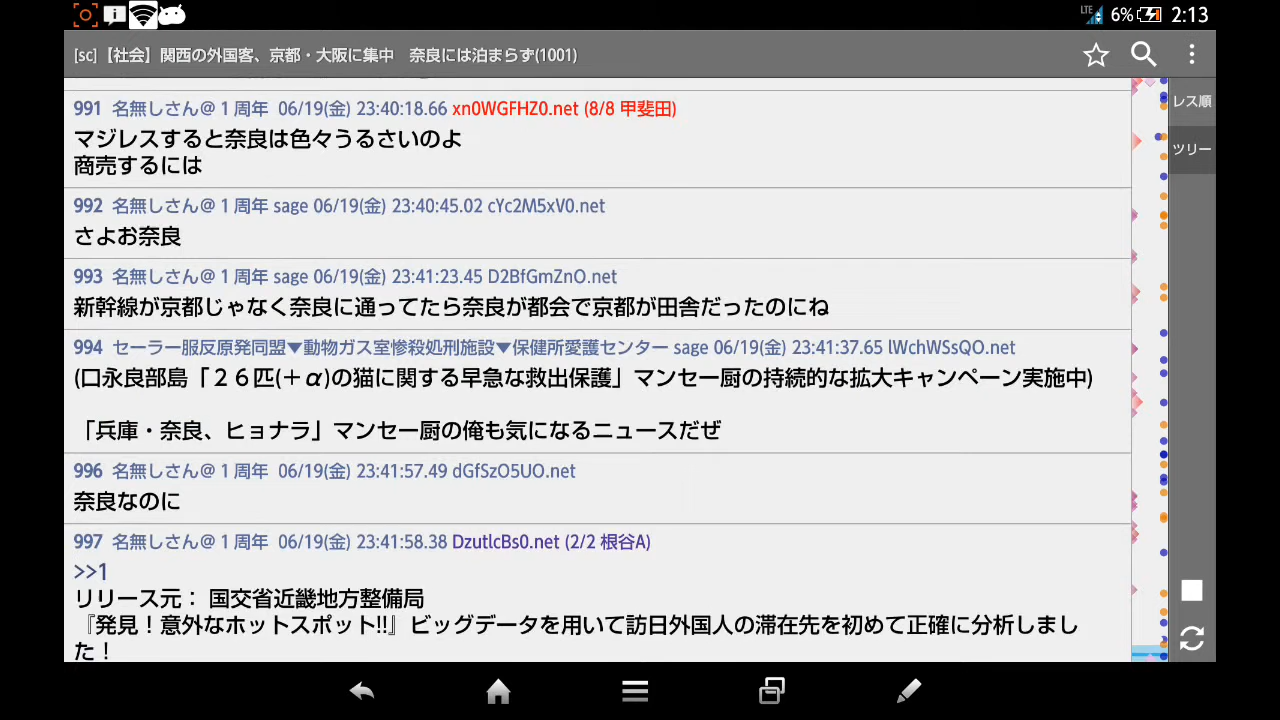 LTE 6% 2:13
[sc]【社会】関西の外国客、京都・大阪に集中　奈良には泊まらず(1001)
レス順
ツリー
991 名無しさん@１周年 06/19(金) 23:40:18.66 xn0WGFHZ0.net (8/8 甲斐田)
マジレスすると奈良は色々うるさいのよ
商売するには
992 名無しさん@１周年 sage 06/19(金) 23:40:45.02 cYc2M5xV0.net
さよお奈良
993 名無しさん@１周年 sage 06/19(金) 23:41:23.45 D2BfGmZnO.net
新幹線が京都じゃなく奈良に通ってたら奈良が都会で京都が田舎だったのにね
994 セーラー服反原発同盟▼動物ガス室惨殺処刑施設▼保健所愛護センター sage 06/19(金) 23:41:37.65 lWchWSsQO.net
(口永良部島「２６匹(＋α)の猫に関する早急な救出保護」マンセー厨の持続的な拡大キャンペーン実施中)
「兵庫・奈良、ヒョナラ」マンセー厨の俺も気になるニュースだぜ
996 名無しさん@１周年 06/19(金) 23:41:57.49 dGfSzO5UO.net
奈良なのに
997 名無しさん@１周年 06/19(金) 23:41:58.38 DzutlcBs0.net (2/2 根谷A)
>>1
リリース元： 国交省近畿地方整備局
『発見！意外なホットスポット!!』ビッグデータを用いて訪日外国人の滞在先を初めて正確に分析しまし
た！